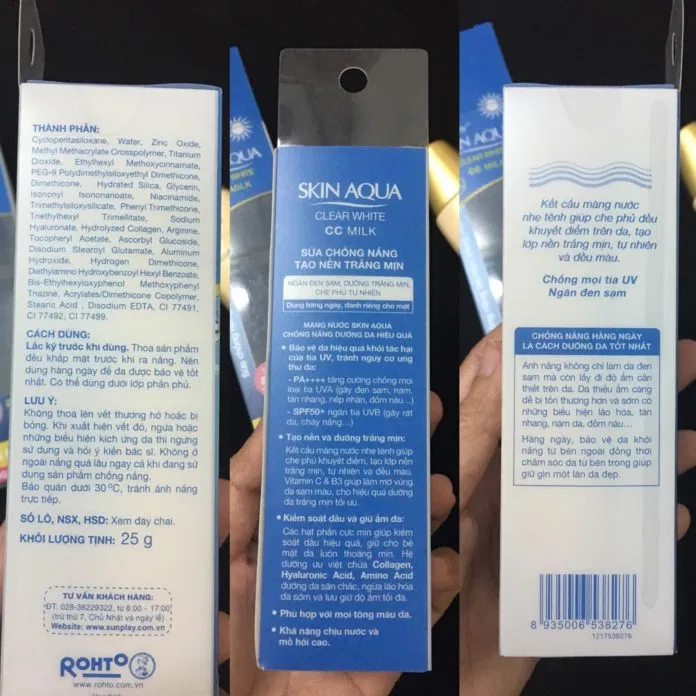 THÀNH PHẦN:
Cyclopentasiloxane, Water, Zinc Oxide,
Methyl Methacrylate Crosspolymer, Titanium
Dioxide, Ethylhexyl Methoxycinnamate,
PEG-9 Polydimethylsiloxyethyl Dimethicone,
Dimethicone, Hydrated Silica, Glycerin,
Isononyl Isononanoate, Niacinamide,
Trimethylsiloxysilicate, Phenyl Trimethicone,
Triethylhexyl Trimellitate, Sodium
Hyaluronate, Hydrolyzed Collagen, Arginine,
Tocopheryl Acetate, Ascorbyl Glucoside,
Disodium Stearoyl Glutamate, Aluminum
Hydroxide, Hydrogen Dimethicone,
Diethylamino Hydroxybenzoyl Hexyl Benzoate,
Bis-Ethylhexyloxyphenol Methoxyphenyl
Triazine, Acrylates/Dimethicone Copolymer,
Stearic Acid , Disodium EDTA, CI 77491,
CI 77492, CI 77499.
CÁCH DÙNG:
Lắc kỹ trước khi dùng. Thoa sản phẩm
đều khắp mặt trước khi ra nắng. Nên
dùng hàng ngày để da được bảo vệ tốt
nhất. Có thể dùng dưới lớp phấn phủ.
LƯU Ý:
Không thoa lên vết thương hở hoặc bị
bỏng. Khi xuất hiện vết đỏ, ngứa hoặc
những biểu hiện kích ứng da thì ngưng
sử dụng và hỏi ý kiến bác sĩ. Không ở
ngoài nắng quá lâu ngay cả khi đang sử
dụng sản phẩm chống nắng.
Bảo quản dưới 30°C, tránh ánh nắng
trực tiếp.
SỐ LÔ, NSX, HSD: Xem đáy chai.
KHỐI LƯỢNG TỊNH: 25 g
TƯ VẤN KHÁCH HÀNG:
ĐT: 028-38229322, từ 8:00 - 17:00
(trừ thứ 7, Chủ Nhật và ngày lễ)
Website: www.sunplay.com.vn
ROHTO
www.rohto.com.vn
SKIN AQUA
CLEAR WHITE
CC MILK
SỮA CHỐNG NẮNG
TẠO NỀN TRẮNG MỊN
NGĂN ĐEN SẠM, DƯỠNG TRẮNG MỊN,
CHE PHỦ TỰ NHIÊN
Dùng hàng ngày, dành riêng cho mặt
MÀNG NƯỚC SKIN AQUA
CHỐNG NẮNG DƯỠNG DA HIỆU QUẢ
• Bảo vệ da hiệu quả khỏi tác hại
của tia UV, tránh nguy cơ ung
thư da:
- PA++++ tăng cường chống mọi
loại tia UVA (gây đen sạm, nám,
tàn nhang, nếp nhăn, đốm nâu...)
- SPF50+ ngăn tia UVB (gây rát
da, cháy nắng...)
• Tạo nền và dưỡng trắng mịn:
Kết cấu màng nước nhẹ tênh giúp
che phủ khuyết điểm, tạo lớp nền
trắng mịn, tự nhiên và đều màu.
Vitamin C & B3 giúp làm mờ vùng
da sạm màu, cho hiệu quả dưỡng
da trắng mịn tối ưu.
• Kiểm soát dầu và giữ ẩm da:
Các hạt phấn cực mịn giúp kiểm
soát dầu hiệu quả, giữ cho bề
mặt da luôn thoáng mịn. Hệ
dưỡng ưu việt chứa Collagen,
Hyaluronic Acid, Amino Acid
dưỡng da săn chắc, ngừa lão hóa
da sớm và lưu giữ độ ẩm tối đa.
• Phù hợp với mọi tông màu da.
• Khả năng chịu nước và
mồ hôi cao.
Kết cấu màng nước
nhẹ tênh giúp che phủ đều
khuyết điểm trên da, tạo
lớp nền trắng mịn, tự nhiên
và đều màu.
Chống mọi tia UV
Ngăn đen sạm
CHỐNG NẮNG HÀNG NGÀY
LÀ CÁCH DƯỠNG DA TỐT NHẤT
Ánh nắng không chỉ làm da đen
sạm mà còn lấy đi độ ẩm cần
thiết trên da. Da thiếu ẩm càng
dễ bị tổn thương hơn và sớm có
những biểu hiện lão hóa, tàn
nhang, nám da, đốm nâu...
Hàng ngày, bảo vệ da khỏi
nắng từ bên ngoài đồng thời
chăm sóc da từ bên trong giúp
giữ gìn một làn da đẹp.
8 935006 538276
1217538276